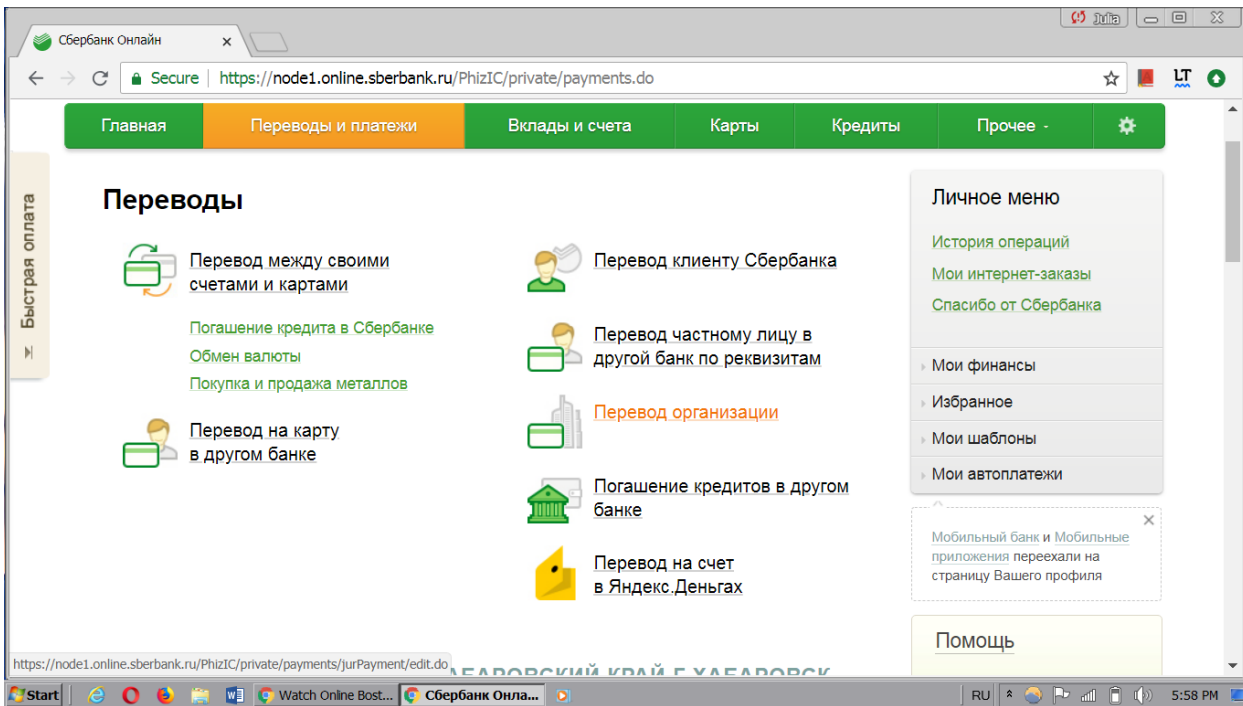 Julia
Сбербанк Онлайн
Secure
https://node1.online.sberbank.ru/PhizIC/private/payments.do
LT
Главная
Переводы и платежи
Вклады и счета
Карты
Кредиты
Прочее
Быстрая оплата
Переводы
Перевод между своими
счетами и картами
Погашение кредита в Сбербанке
Обмен валюты
Покупка и продажа металлов
Перевод на карту
в другом банке
Перевод клиенту Сбербанка
Перевод частному лицу в
другой банк по реквизитам
Перевод организации
Погашение кредитов в другом
банке
Перевод на счет
в Яндекс.Деньгах
Личное меню
История операций
Мои интернет-заказы
Спасибо от Сбербанка
Мои финансы
Избранное
Мои шаблоны
Мои автоплатежи
Мобильный банк и Мобильные
приложения переехали на
страницу Вашего профиля
Помощь
https://node1.online.sberbank.ru/PhizIC/private/payments/jurPayment/edit.do
КРАЙ Г ХАБАРОВСК
Start
Watch Online Bost...
Сбербанк Онла...
RU
5:58 PM